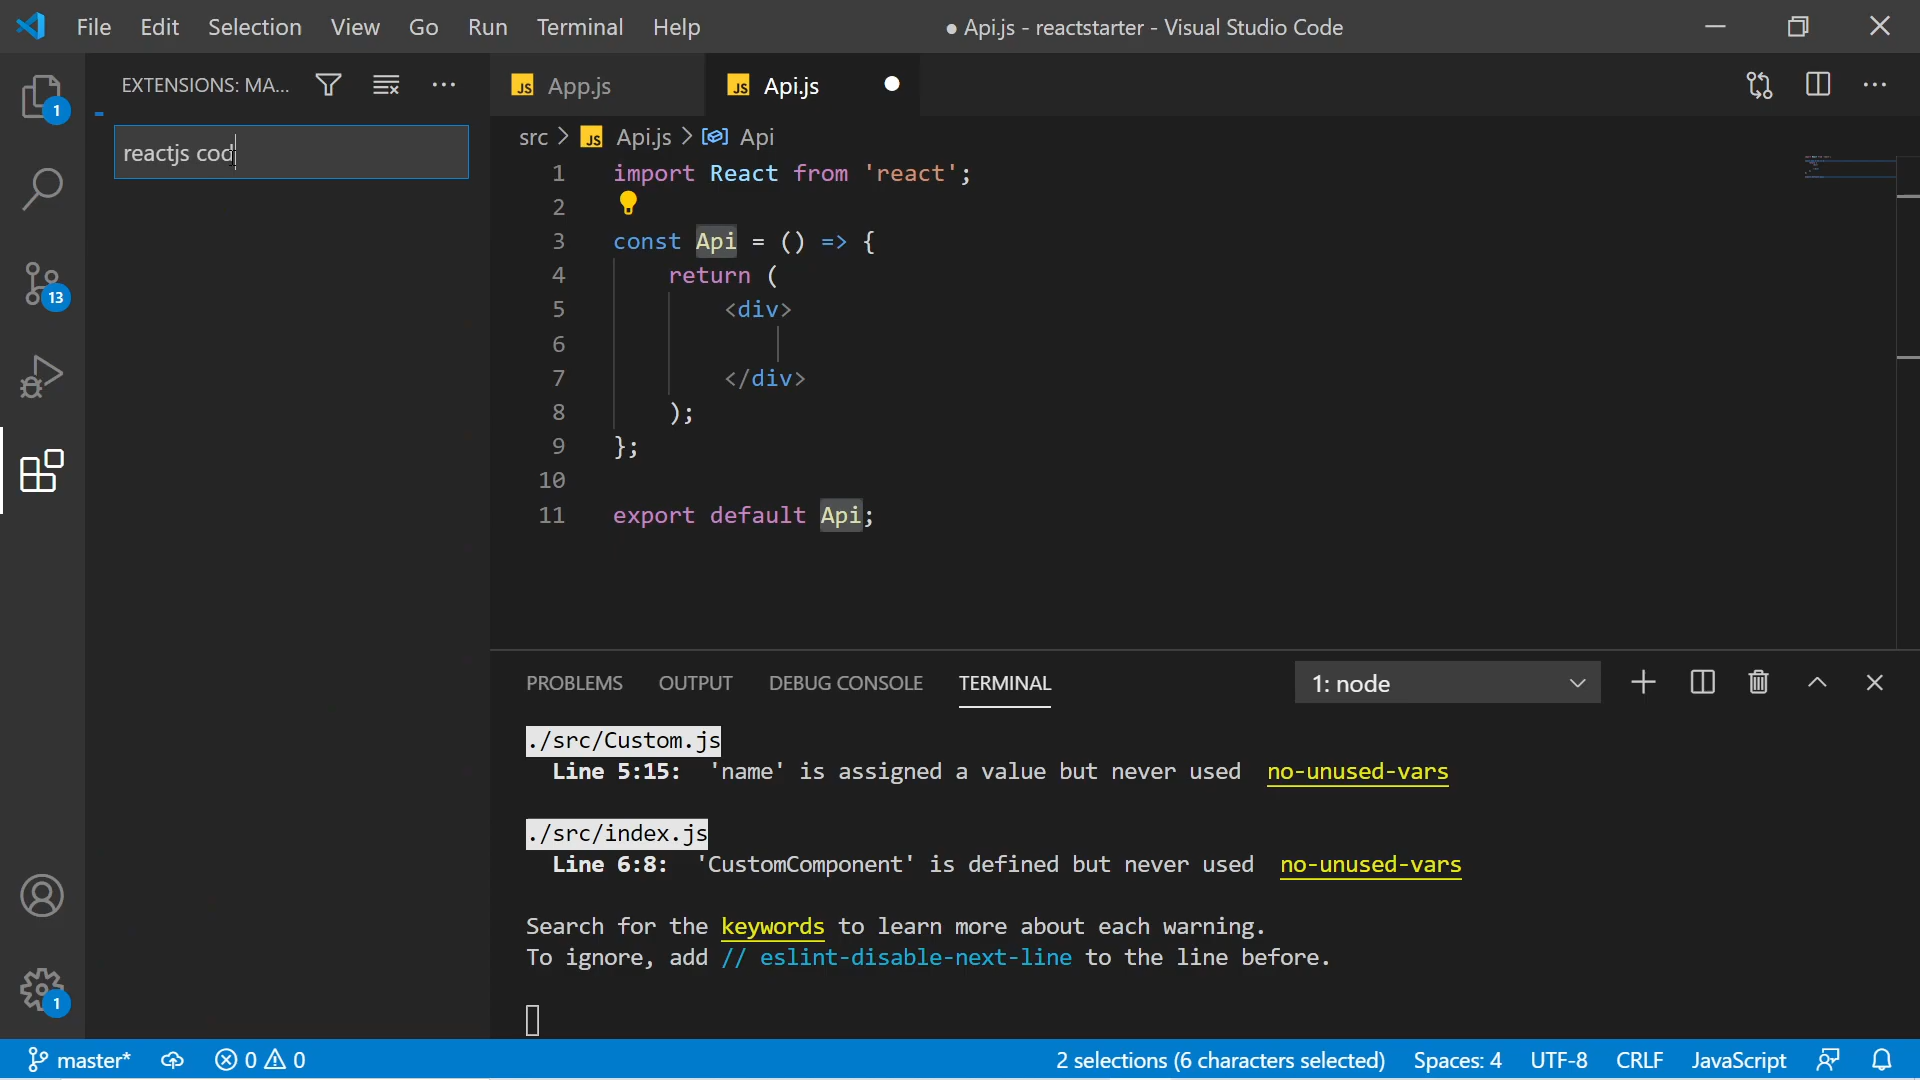 File Edit Selection View Go Run Terminal Help
● Api.js - reactstarter - Visual Studio Code
EXTENSIONS: MA...
reactjs cod
JS App.js
JS Api.js
src > JS Api.js > Api
1 import React from 'react';
2
3 const Api = () => {
4 return (
5 <div>
6
7 </div>
8 );
9 };
10
11 export default Api;
1
13
1
PROBLEMS OUTPUT DEBUG CONSOLE TERMINAL
1: node
./src/Custom.js
Line 5:15: 'name' is assigned a value but never used no-unused-vars
./src/index.js
Line 6:8: 'CustomComponent' is defined but never used no-unused-vars
Search for the keywords to learn more about each warning.
To ignore, add // eslint-disable-next-line to the line before.
master* 0 0
2 selections (6 characters selected) Spaces: 4 UTF-8 CRLF JavaScript